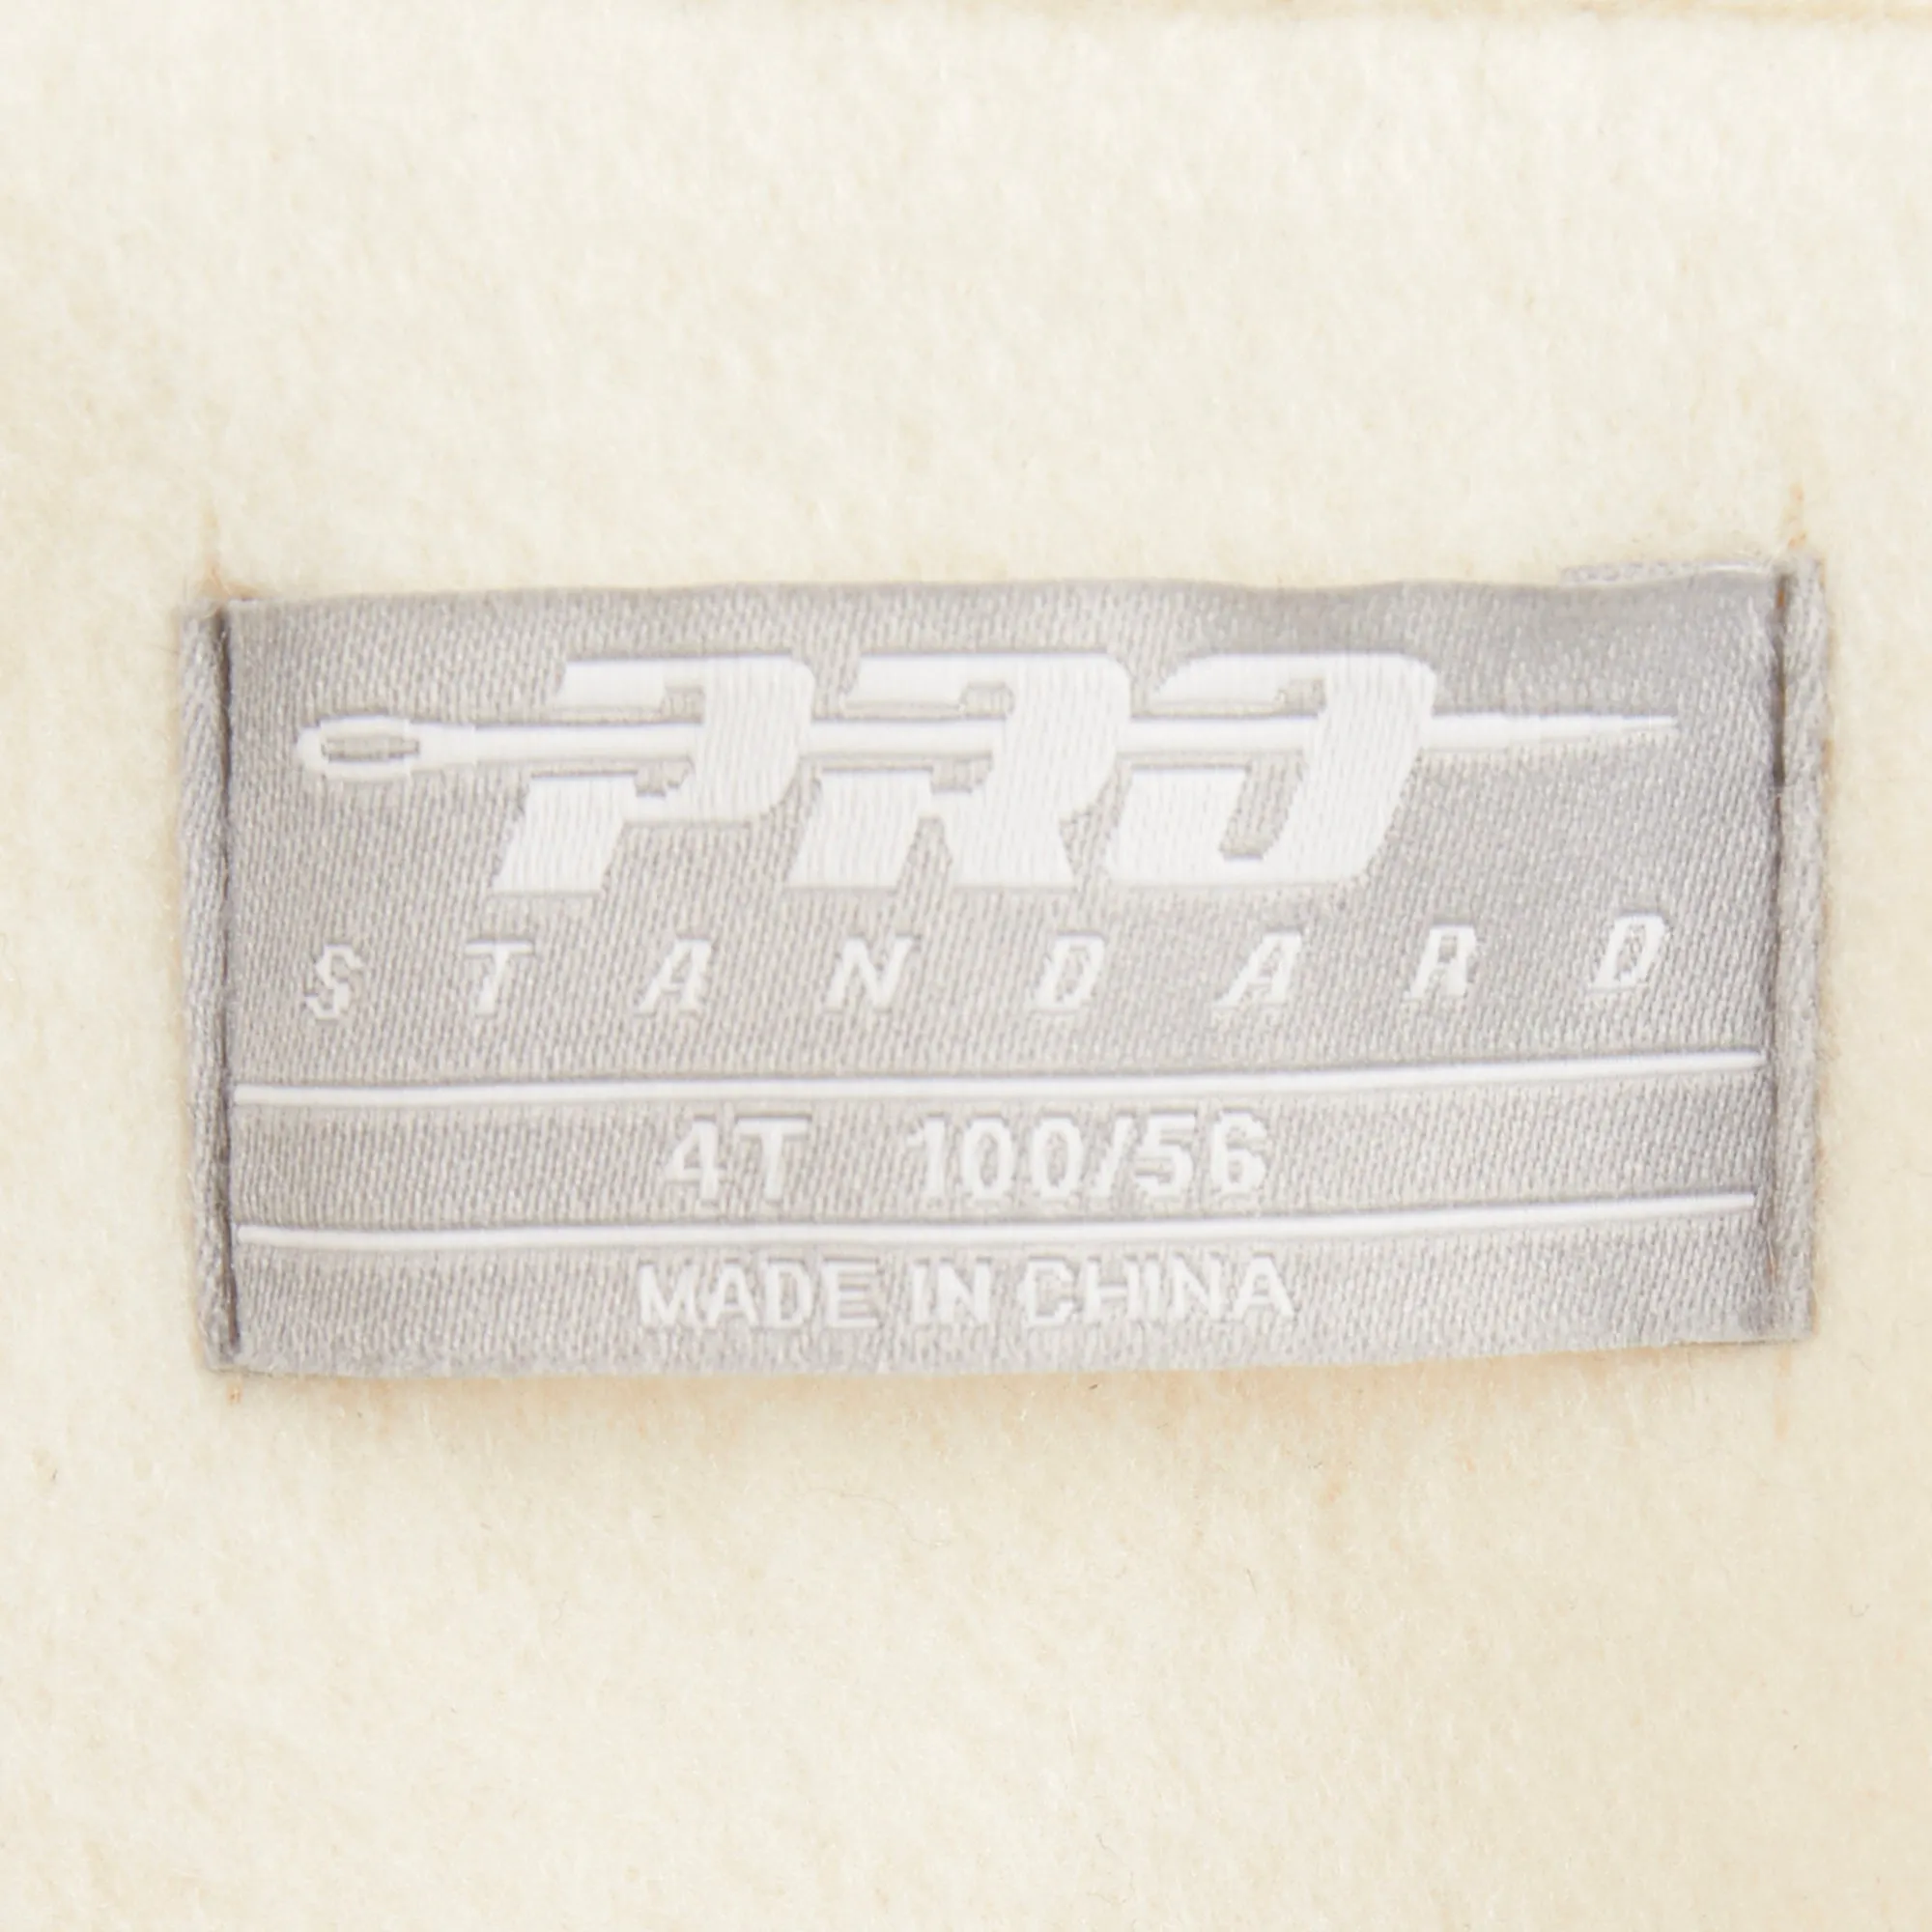 PRO
STANDARD
4T 100/56
MADE IN CHINA